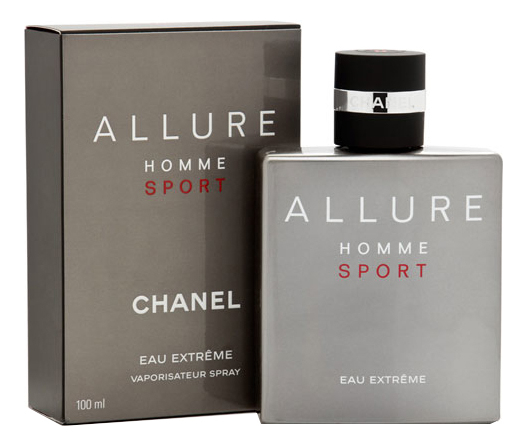 ALLURE
HOMME
SPORT
CHANEL
EAU EXTRÊME
VAPORISATEUR SPRAY
100 ml
CHANEL
ALLURE
HOMME
SPORT
EAU EXTRÊME